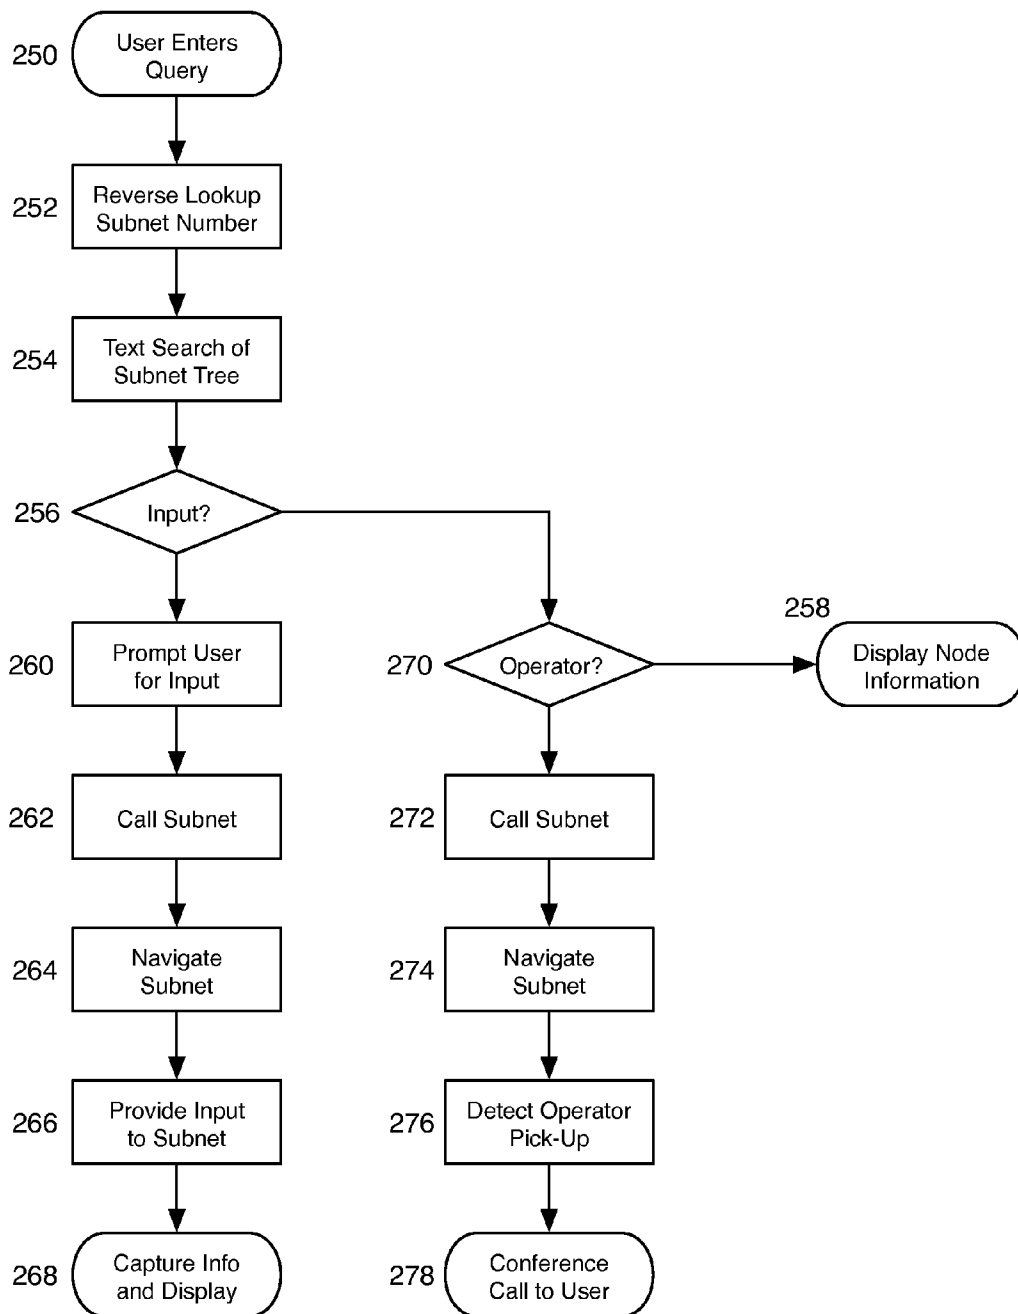 250
User Enters
Query
252
Reverse Lookup
Subnet Number
254
Text Search of
Subnet Tree
256
Input?
260
Prompt User
for Input
262
Call Subnet
264
Navigate
Subnet
266
Provide Input
to Subnet
268
Capture Info
and Display
270
Operator?
258
Display Node
Information
272
Call Subnet
274
Navigate
Subnet
276
Detect Operator
Pick-Up
278
Conference
Call to User